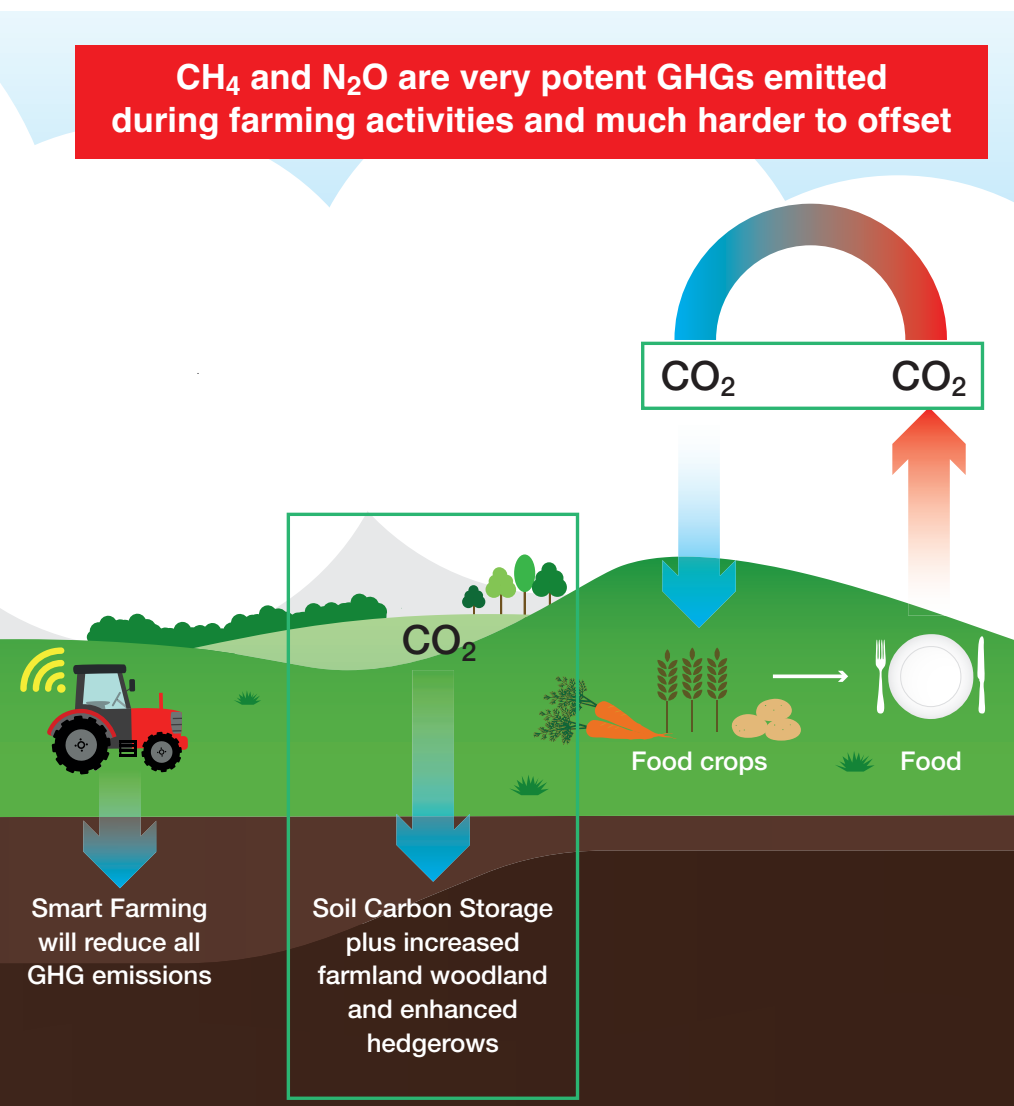 CH₄ and N₂O are very potent GHGs emitted
during farming activities and much harder to offset
CO₂ CO₂
CO₂
Food crops
Food
Smart Farming
will reduce all
GHG emissions
Soil Carbon Storage
plus increased
farmland woodland
and enhanced
hedgerows